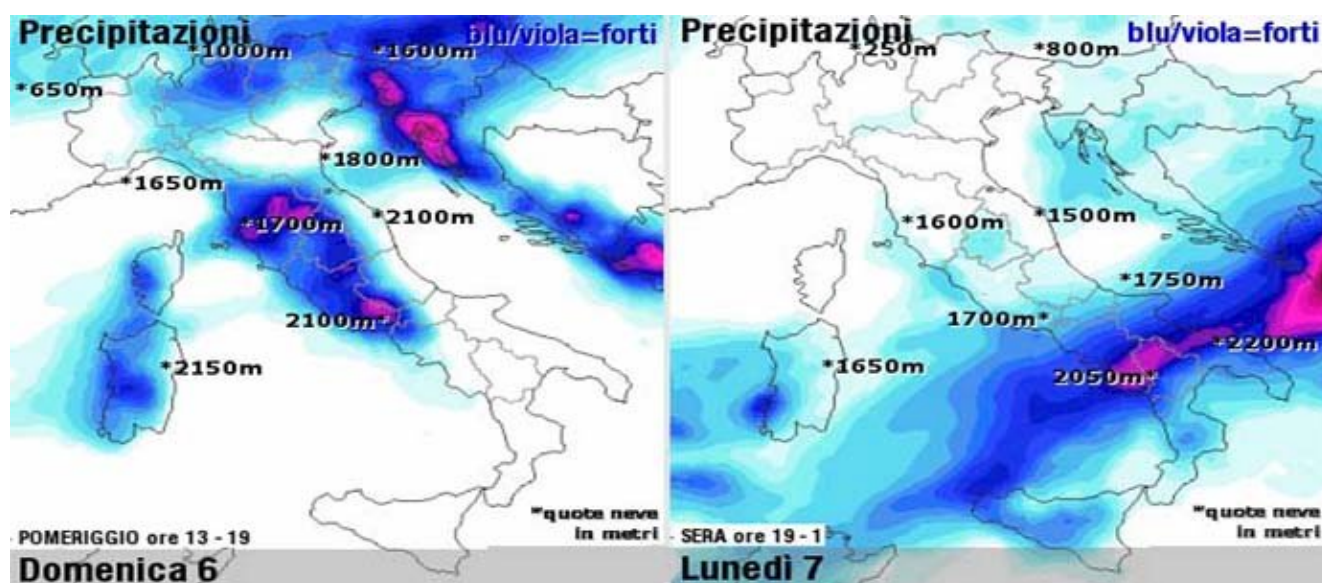 Precipitazioni
blu/viola=forti
*1000m
*1600m
*650m
*1800m
*1650m
*2100m
*1700m
2100m*
*2150m
*quote neve
in metri
POMERIGGIO ore 13 - 19
Domenica 6
Precipitazioni
blu/viola=forti
*250m
*800m
*1600m
*1500m
*1750m
1700m*
*2200m
*1650m
2050m*
*quote neve
in metri
SERA ore 19 - 1
Lunedì 7